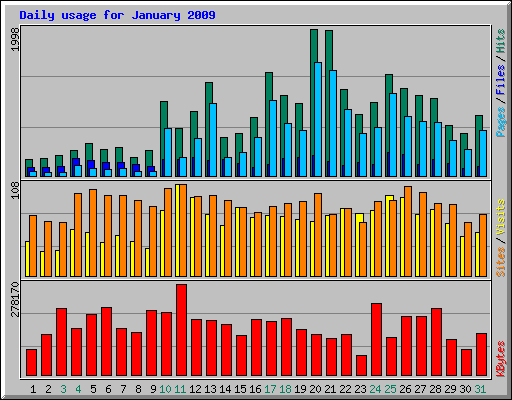 Daily usage for January 2009
1998
Pages / Files / Hits
108
Sites / Visits
278170
KBytes
1 2 3 4 5 6 7 8 9 10 11 12 13 14 15 16 17 18 19 20 21 22 23 24 25 26 27 28 29 30 31